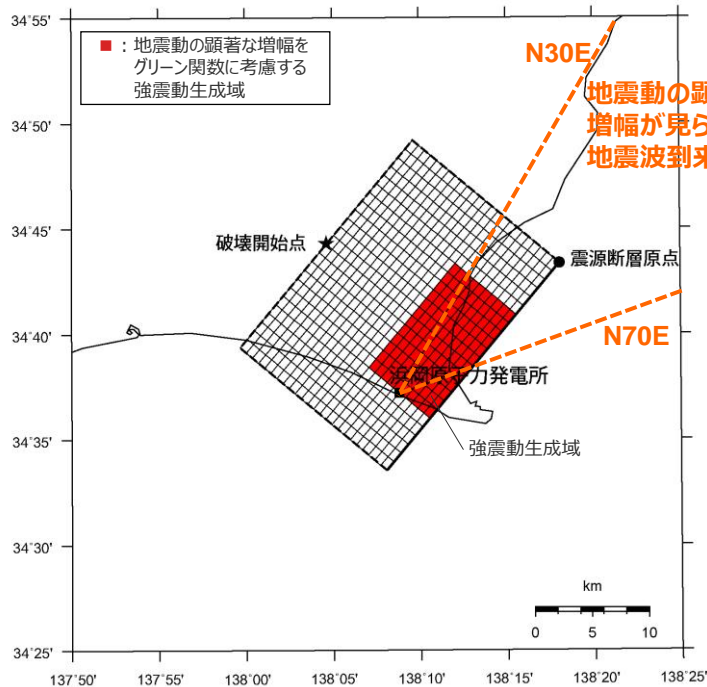 34°55'
■：地震動の顕著な増幅を
グリーン関数に考慮する
強震動生成域
N30E
地震動の顕
増幅が見ら
地震波到来
34°50'
34°45'
破壊開始点
震源断層原点
34°40'
N70E
浜岡原子力発電所
34°35'
強震動生成域
34°30'
km
0 5 10
34°25'
137°50' 137°55' 138°00' 138°05' 138°10' 138°15' 138°20' 138°25'